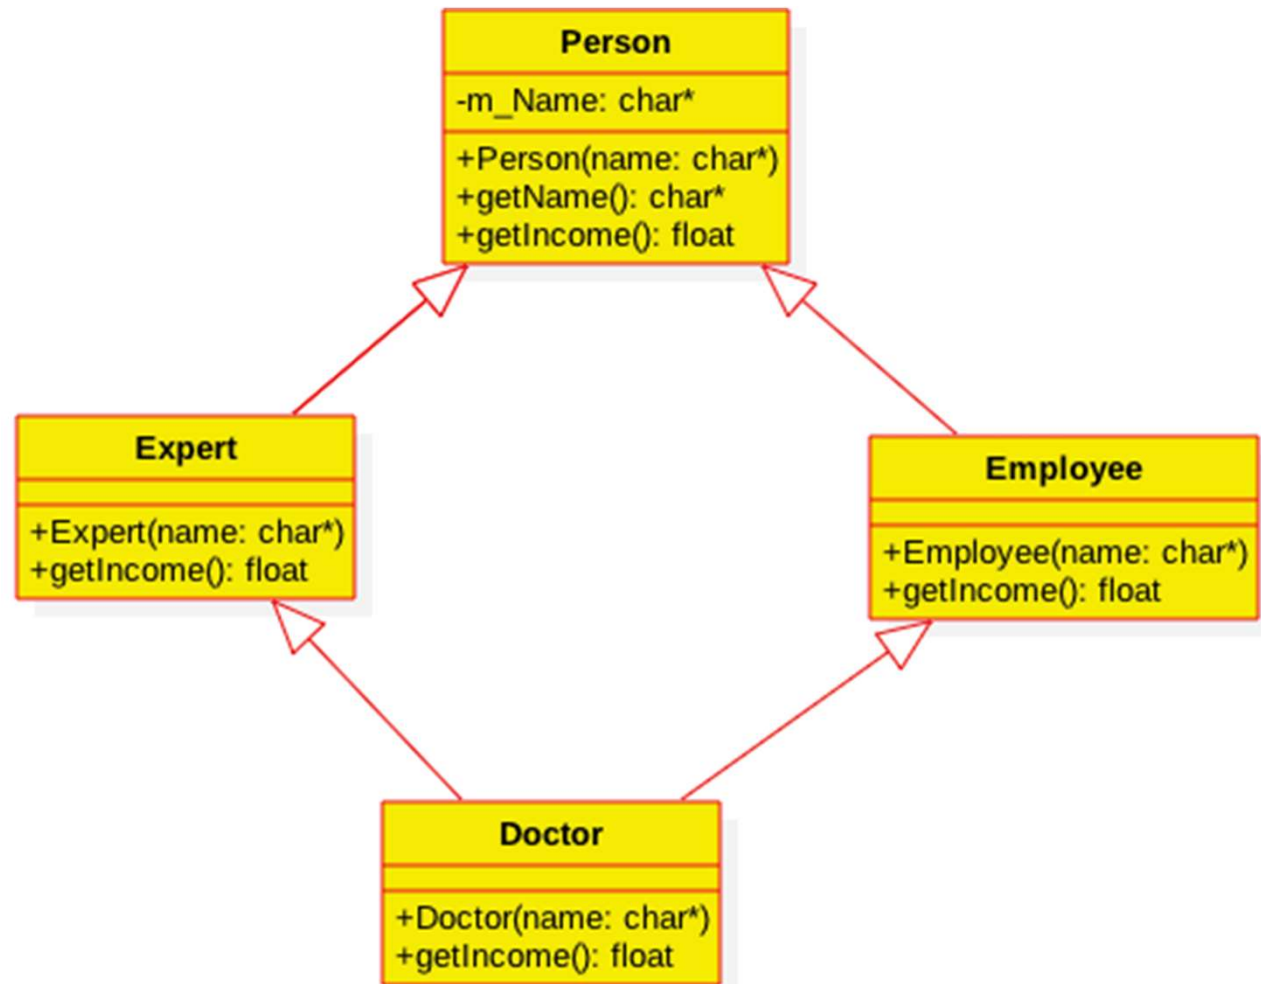 Person
-m_Name: char*
+Person(name: char*)
+getName(): char*
+getIncome(): float
Expert
+Expert(name: char*)
+getIncome(): float
Employee
+Employee(name: char*)
+getIncome(): float
Doctor
+Doctor(name: char*)
+getIncome(): float